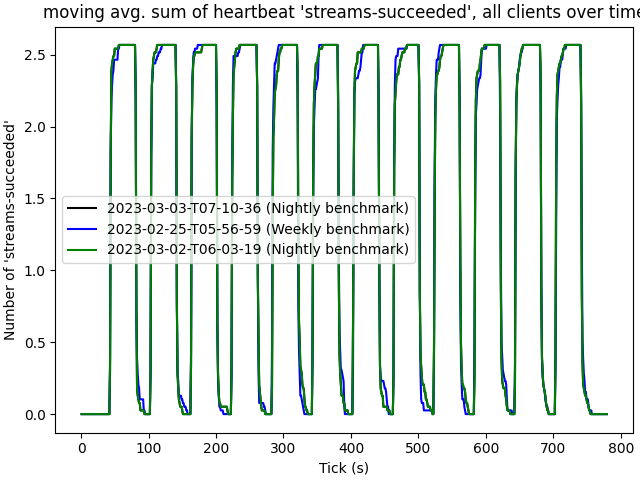 moving avg. sum of heartbeat 'streams-succeeded', all clients over time
Number of 'streams-succeeded'
2.5
2.0
1.5
1.0
0.5
0.0
2023-03-03-T07-10-36 (Nightly benchmark)
2023-02-25-T05-56-59 (Weekly benchmark)
2023-03-02-T06-03-19 (Nightly benchmark)
0 100 200 300 400 500 600 700 800
Tick (s)